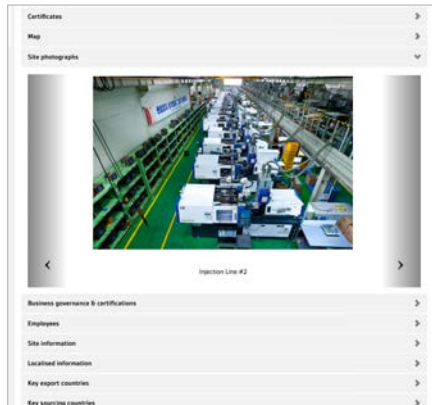 Certificates
Map
Site photographs
Injection Line #2
Business governance & certifications
Employees
Site information
Localised information
Key export countries
Key sourcing countries